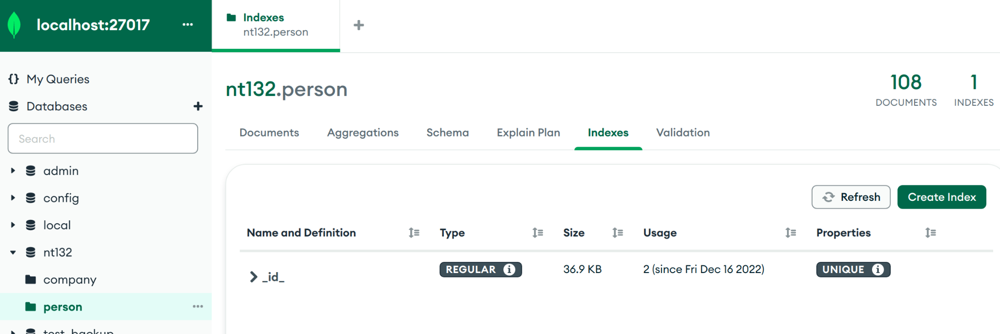 localhost:27017
Indexes
nt132.person
My Queries
Databases
Search
admin
config
local
nt132
company
person
test_backup
nt132.person
108
DOCUMENTS
1
INDEXES
Documents Aggregations Schema Explain Plan Indexes Validation
Refresh Create Index
Name and Definition Type Size Usage Properties
_id_ REGULAR 36.9 KB 2 (since Fri Dec 16 2022) UNIQUE